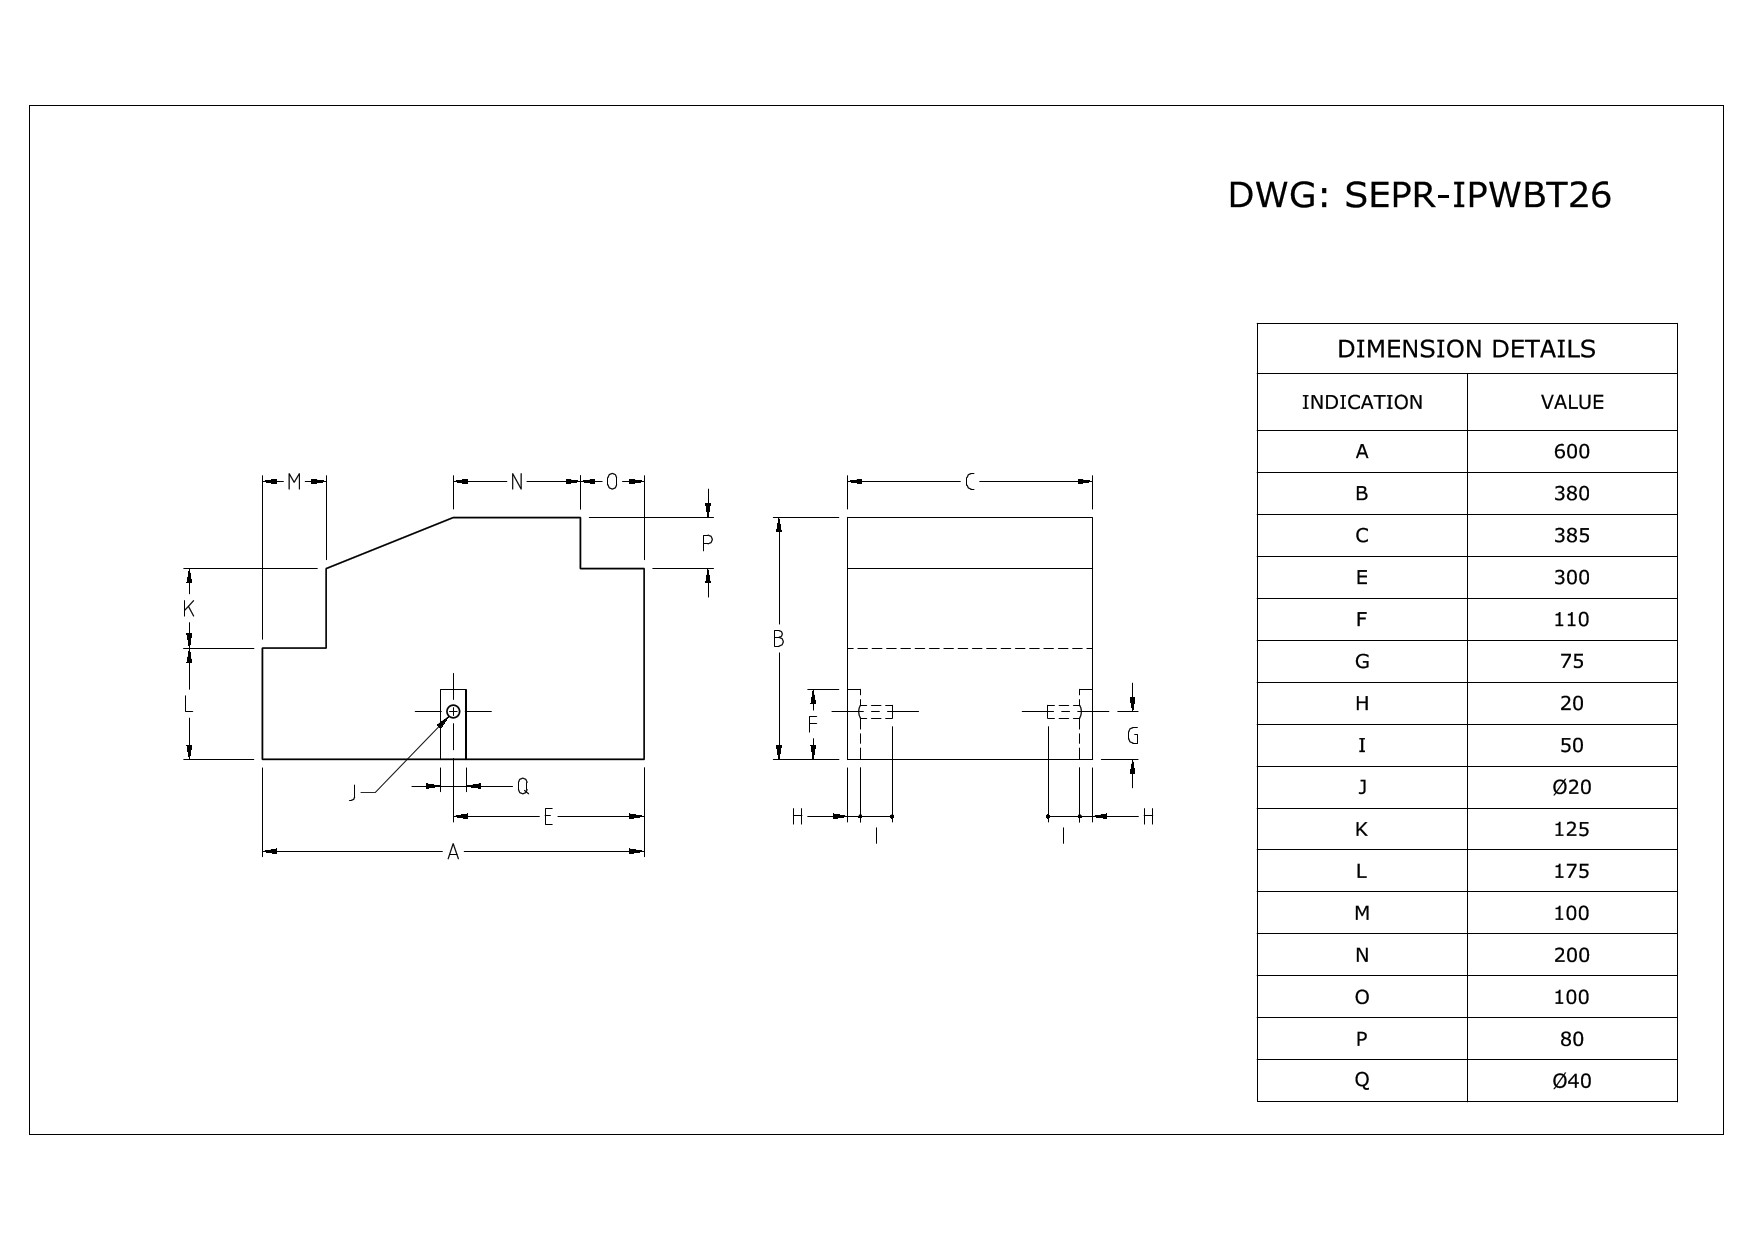 DWG: SEPR-IPWBT26
DIMENSION DETAILS
INDICATION VALUE
A 600
B 380
C 385
E 300
F 110
G 75
H 20
I 50
J Ø20
K 125
L 175
M 100
N 200
O 100
P 80
Q Ø40
M N O
P
K
L
J
Q
E
A
C
B
F
G
H H
I I